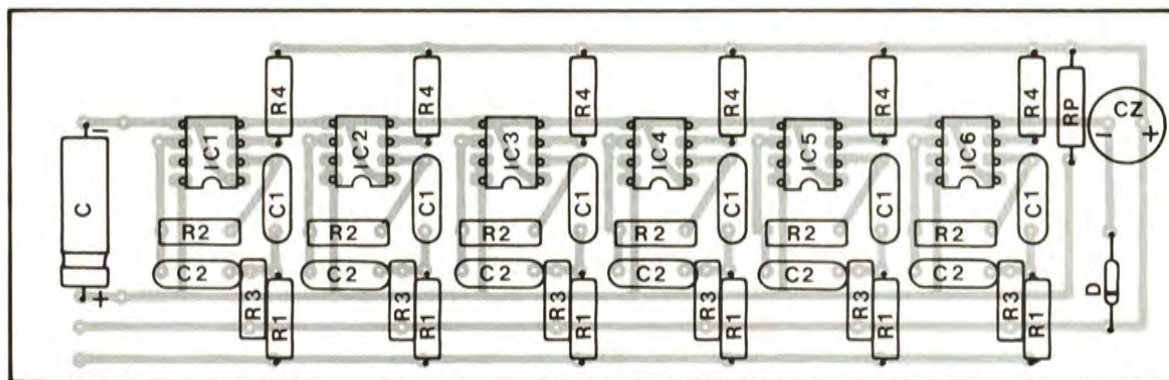 R4 R4 R4 R4 R4 R4 RP CZ
− +
− IC1 IC2 IC3 IC4 IC5 IC6
C C1 C1 C1 C1 C1 C1
R2 R2 R2 R2 R2 R2
C2 C2 C2 C2 C2 C2
+ R3 R1 R3 R1 R3 R1 R3 R1 R3 R1 R3 R1 D